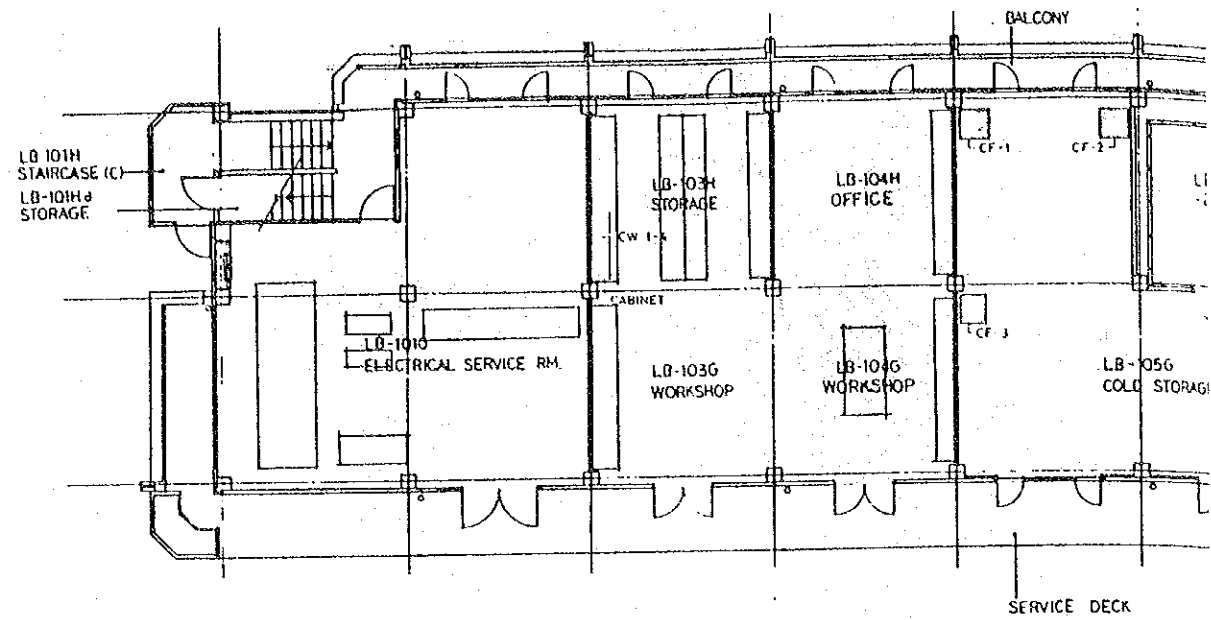 BALCONY
LB 101H
STAIRCASE (C)
LB-101Ha
STORAGE
CF-1
CF-2
LB-103H
STORAGE
LB-104H
OFFICE
CW 1-4
CABINET
CF-3
LB-101G
ELECTRICAL SERVICE RM.
LB-103G
WORKSHOP
LB-104G
WORKSHOP
LB-105G
COLD STORAGE
SERVICE DECK